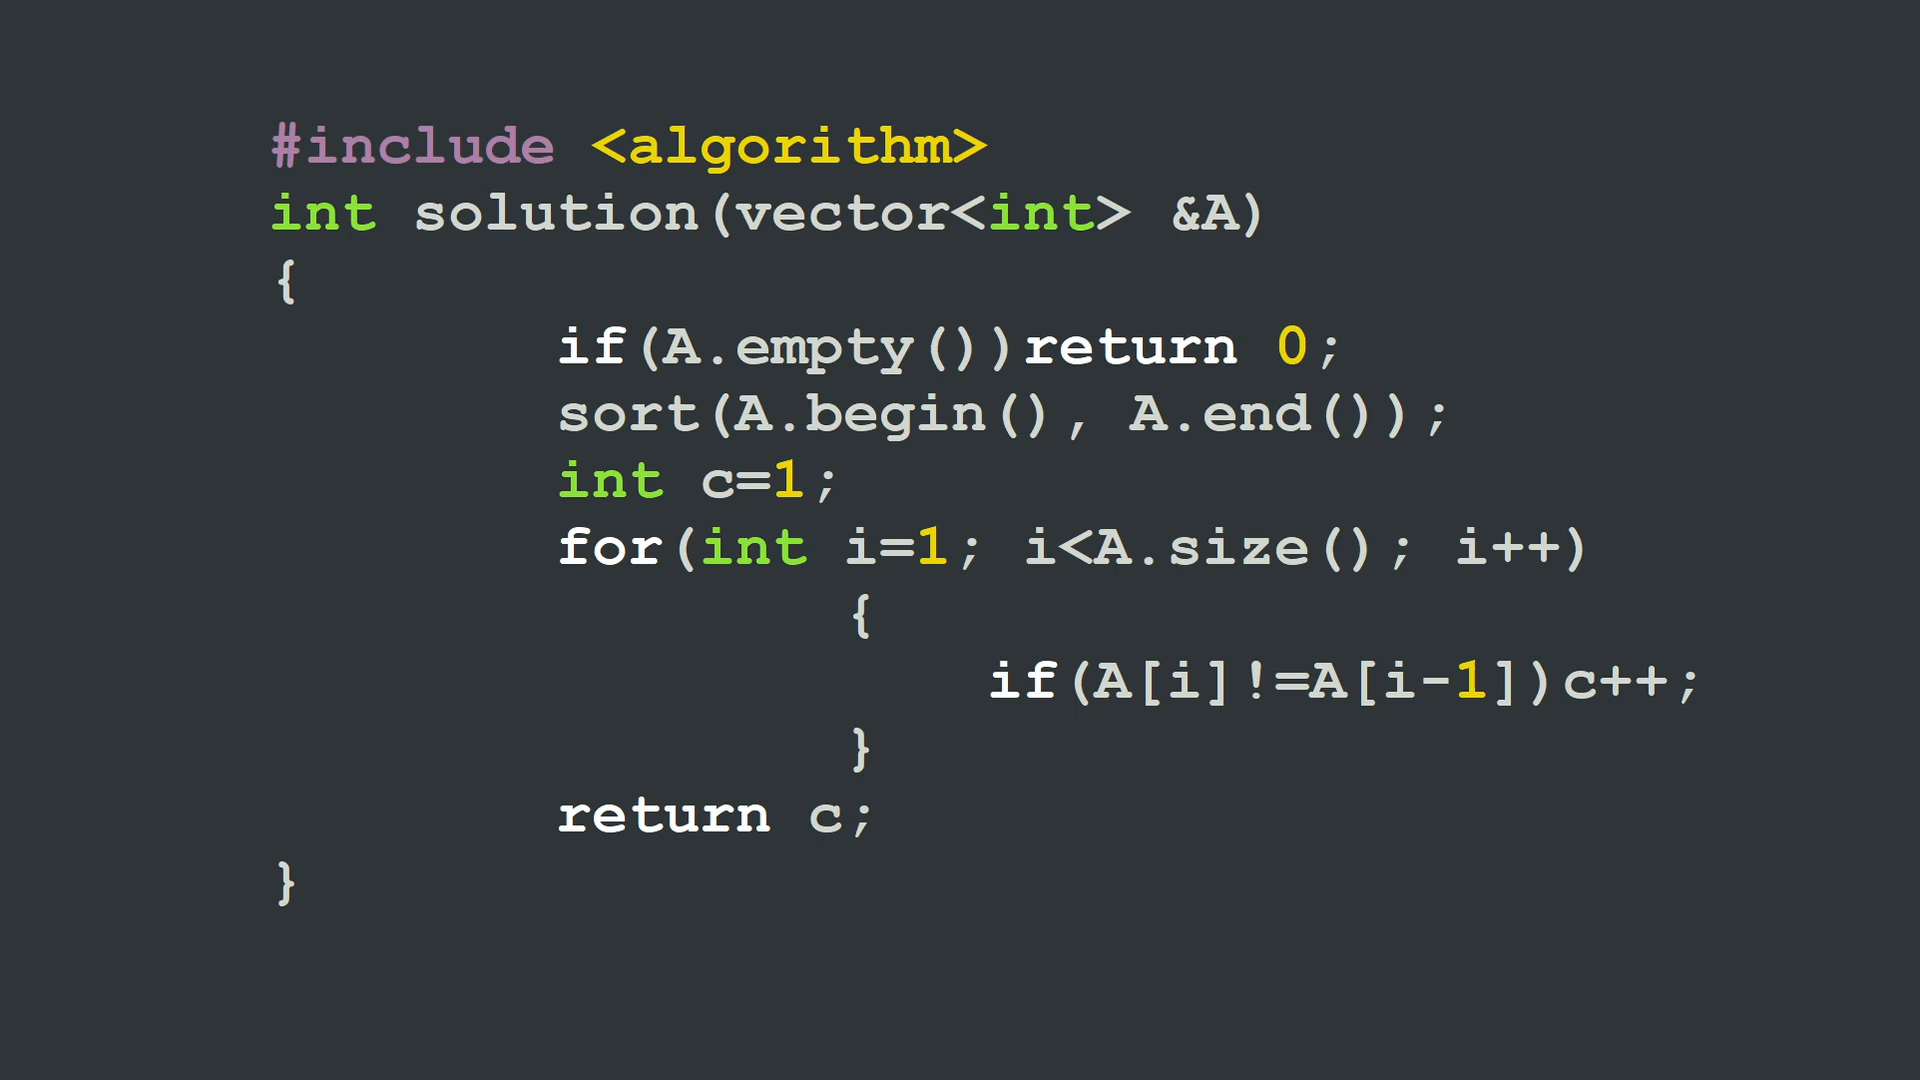 #include <algorithm>
int solution(vector<int> &A)
{
if(A.empty())return 0;
sort(A.begin(), A.end());
int c=1;
for(int i=1; i<A.size(); i++)
{
if(A[i]!=A[i-1])c++;
}
return c;
}